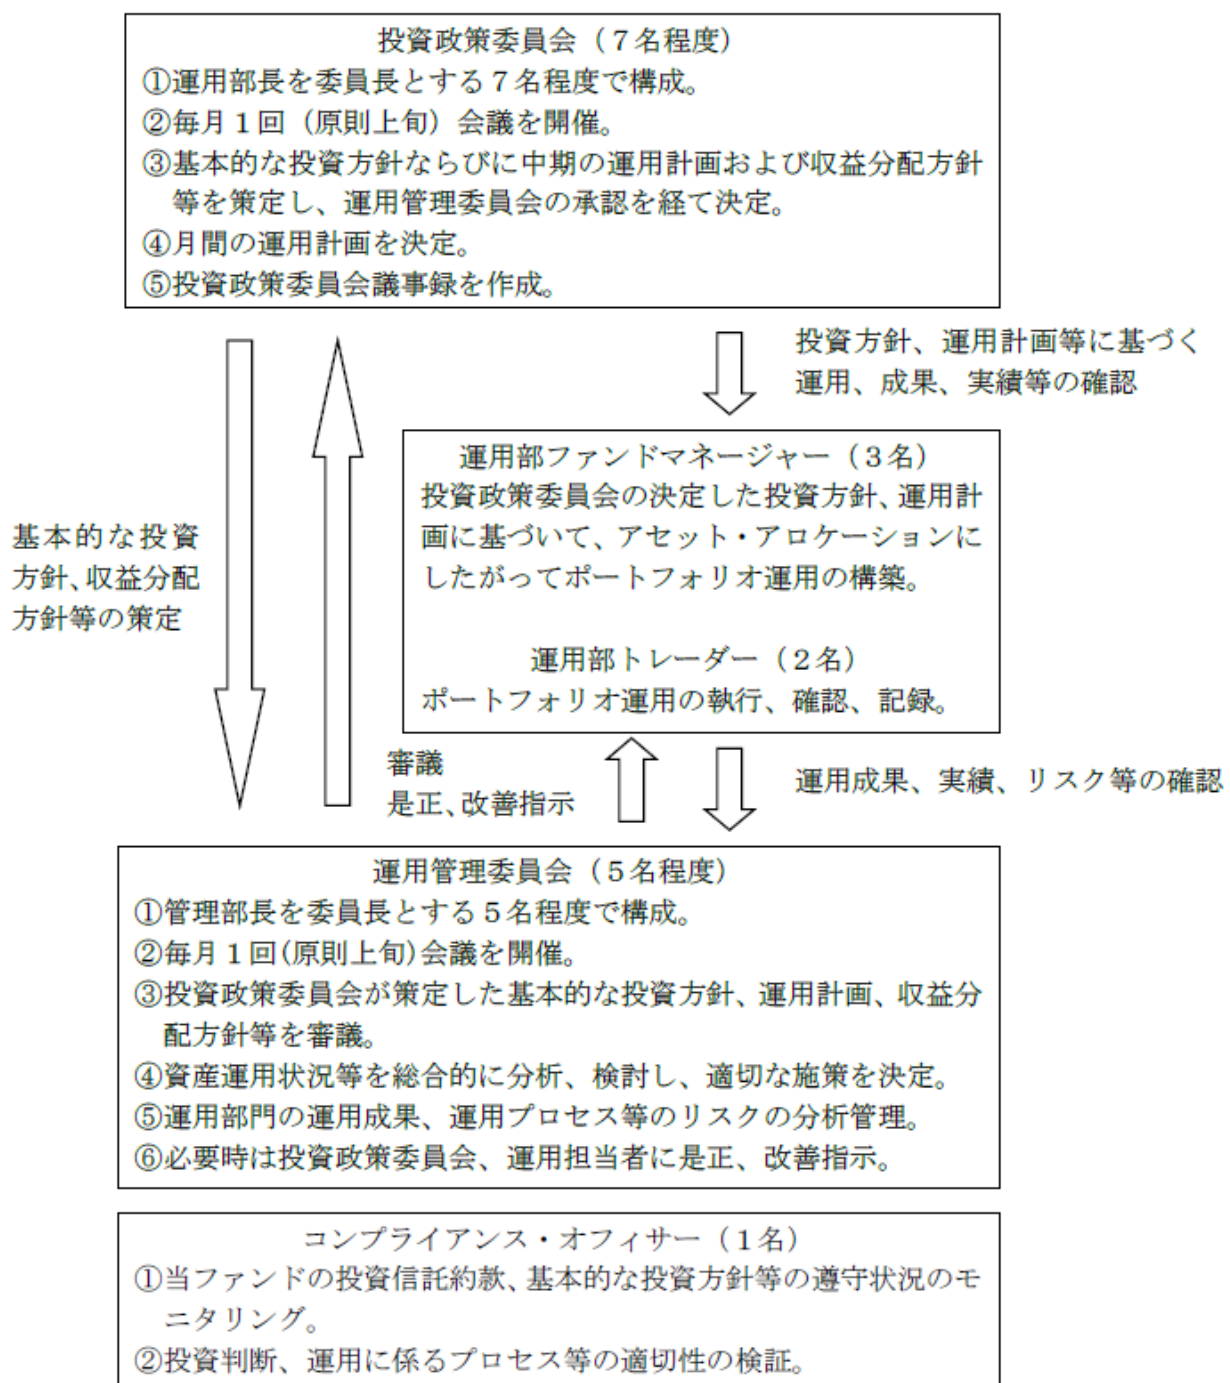 投資政策委員会（７名程度）
①運用部長を委員長とする７名程度で構成。
②毎月１回（原則上旬）会議を開催。
③基本的な投資方針ならびに中期の運用計画および収益分配方針
等を策定し、運用管理委員会の承認を経て決定。
④月間の運用計画を決定。
⑤投資政策委員会議事録を作成。
投資方針、運用計画等に基づく
運用、成果、実績等の確認
運用部ファンドマネージャー（３名）
投資政策委員会の決定した投資方針、運用計
画に基づいて、アセット・アロケーションに
したがってポートフォリオ運用の構築。
運用部トレーダー（２名）
ポートフォリオ運用の執行、確認、記録。
基本的な投資
方針、収益分配
方針等の策定
審議
是正、改善指示
運用成果、実績、リスク等の確認
運用管理委員会（５名程度）
①管理部長を委員長とする５名程度で構成。
②毎月１回(原則上旬)会議を開催。
③投資政策委員会が策定した基本的な投資方針、運用計画、収益分
配方針等を審議。
④資産運用状況等を総合的に分析、検討し、適切な施策を決定。
⑤運用部門の運用成果、運用プロセス等のリスクの分析管理。
⑥必要時は投資政策委員会、運用担当者に是正、改善指示。
コンプライアンス・オフィサー（１名）
①当ファンドの投資信託約款、基本的な投資方針等の遵守状況のモ
ニタリング。
②投資判断、運用に係るプロセス等の適切性の検証。